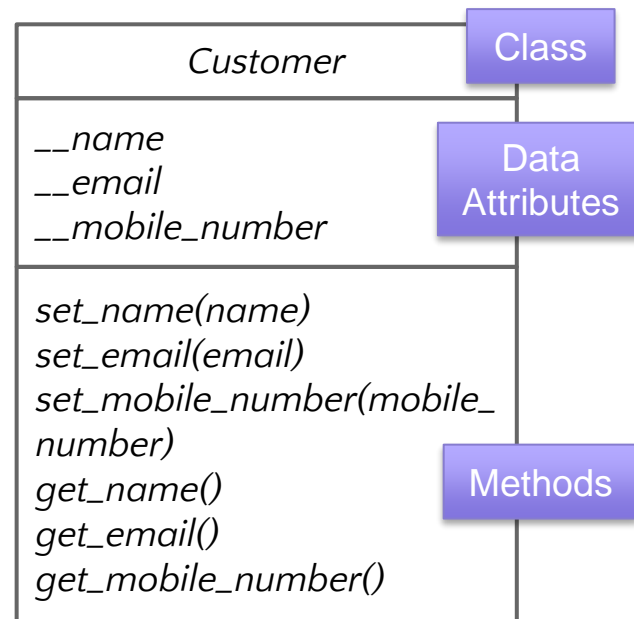 Customer
Class
__name
__email
__mobile_number
Data
Attributes
set_name(name)
set_email(email)
set_mobile_number(mobile_
number)
get_name()
get_email()
get_mobile_number()
Methods